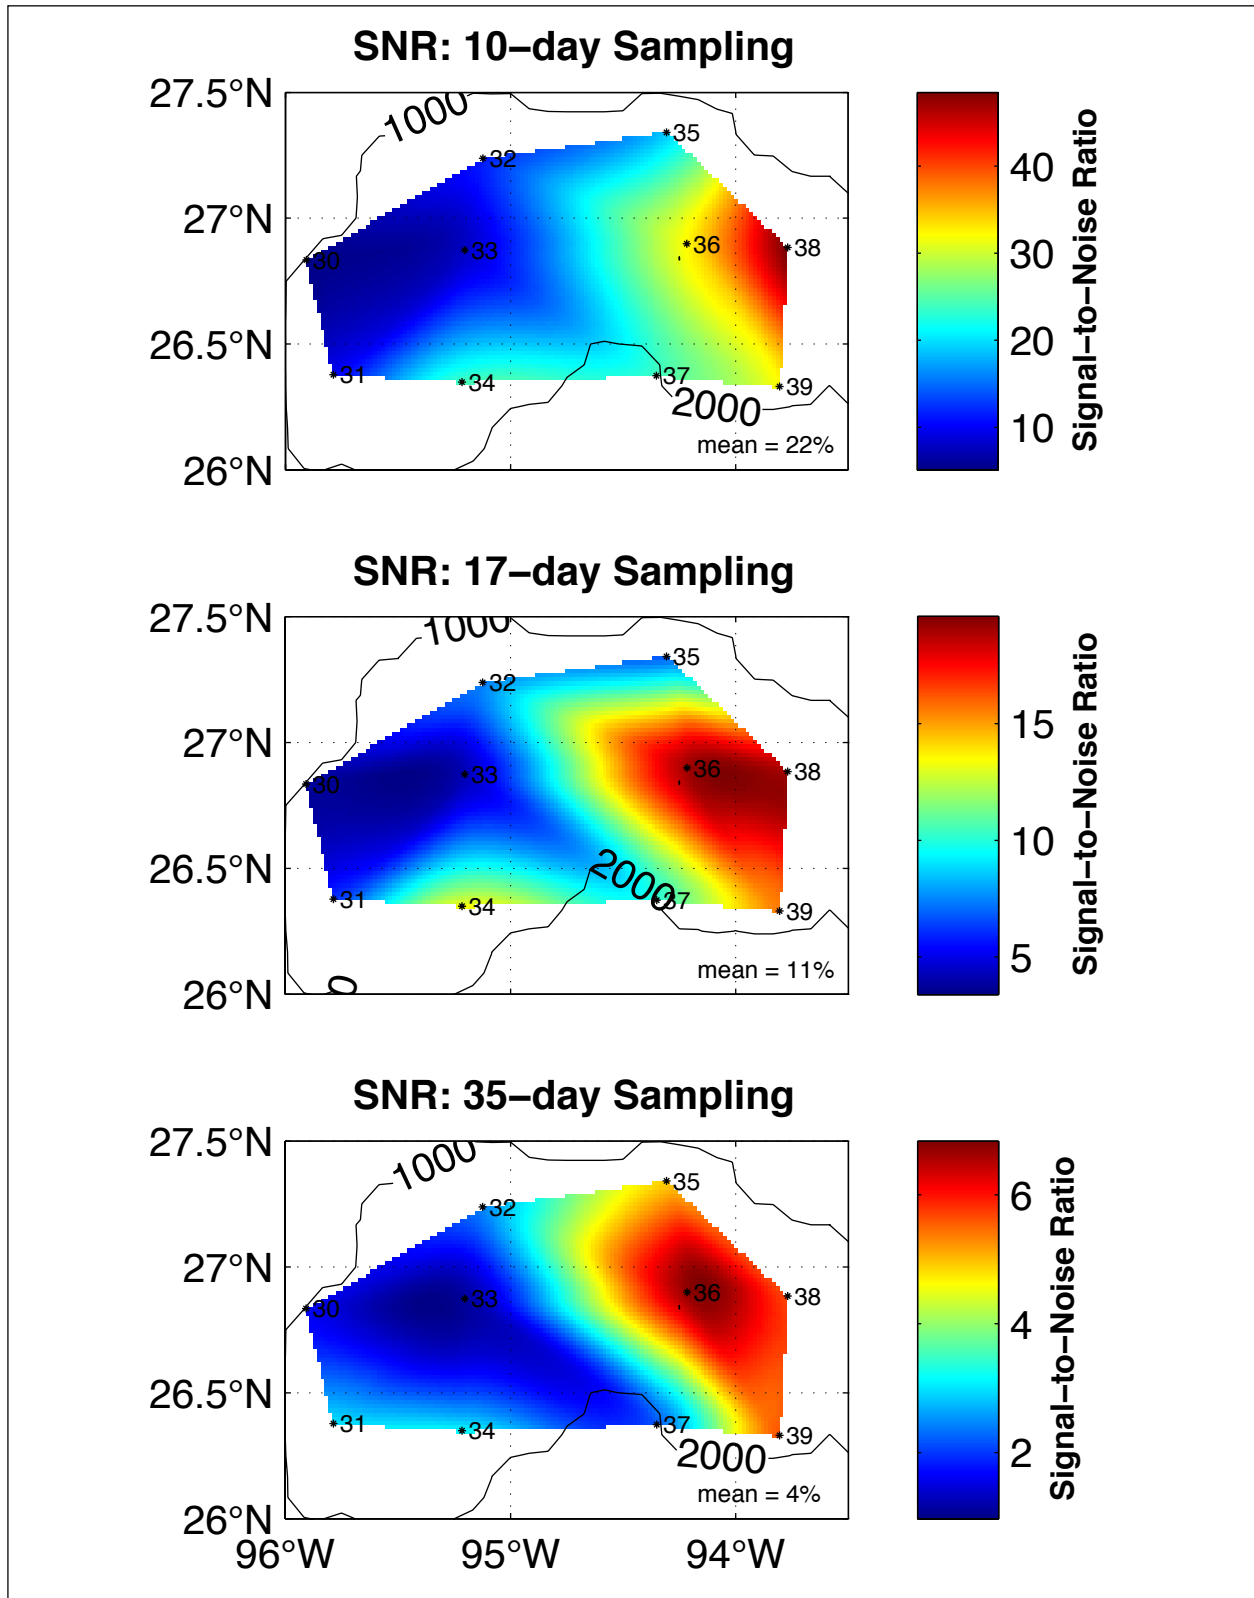 SNR: 10−day Sampling
27.5°N
27°N
26.5°N
26°N
1000
2000
30
31
32
33
34
35
36
37
38
39
mean = 22%
40
30
20
10
Signal−to−Noise Ratio
SNR: 17−day Sampling
27.5°N
27°N
26.5°N
26°N
1000
2000
0
30
31
32
33
34
35
36
37
38
39
mean = 11%
15
10
5
Signal−to−Noise Ratio
SNR: 35−day Sampling
27.5°N
27°N
26.5°N
26°N
96°W
95°W
94°W
1000
2000
30
31
32
33
34
35
36
37
38
39
mean = 4%
6
4
2
Signal−to−Noise Ratio